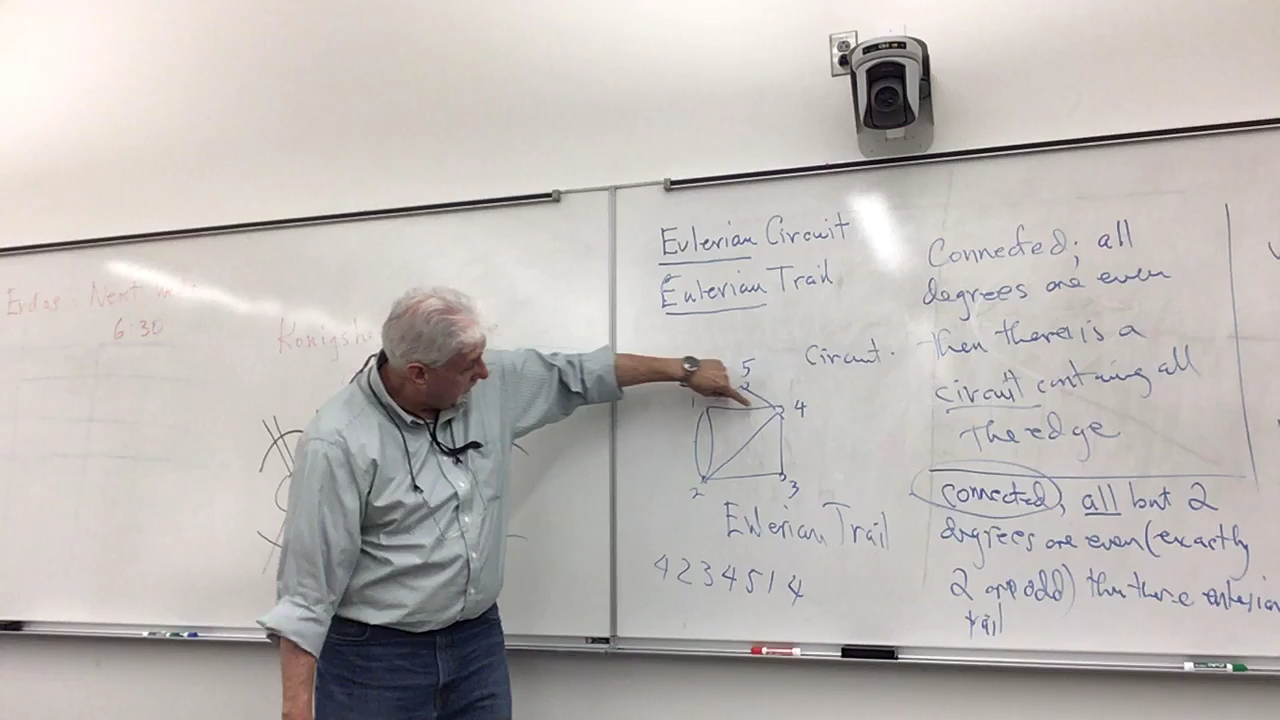 Erdos Next
6:30
Konigsb
Eulerian Circuit
Eulerian Trail
Circuit.
5
1
4
2
3
Eulerian Trail
4 2 3 4 5 1 4
Connected; all
degrees are even
then there is a
circuit containing all
the edge
connected, all but 2
degrees are even (exactly
2 are odd) then there
trail